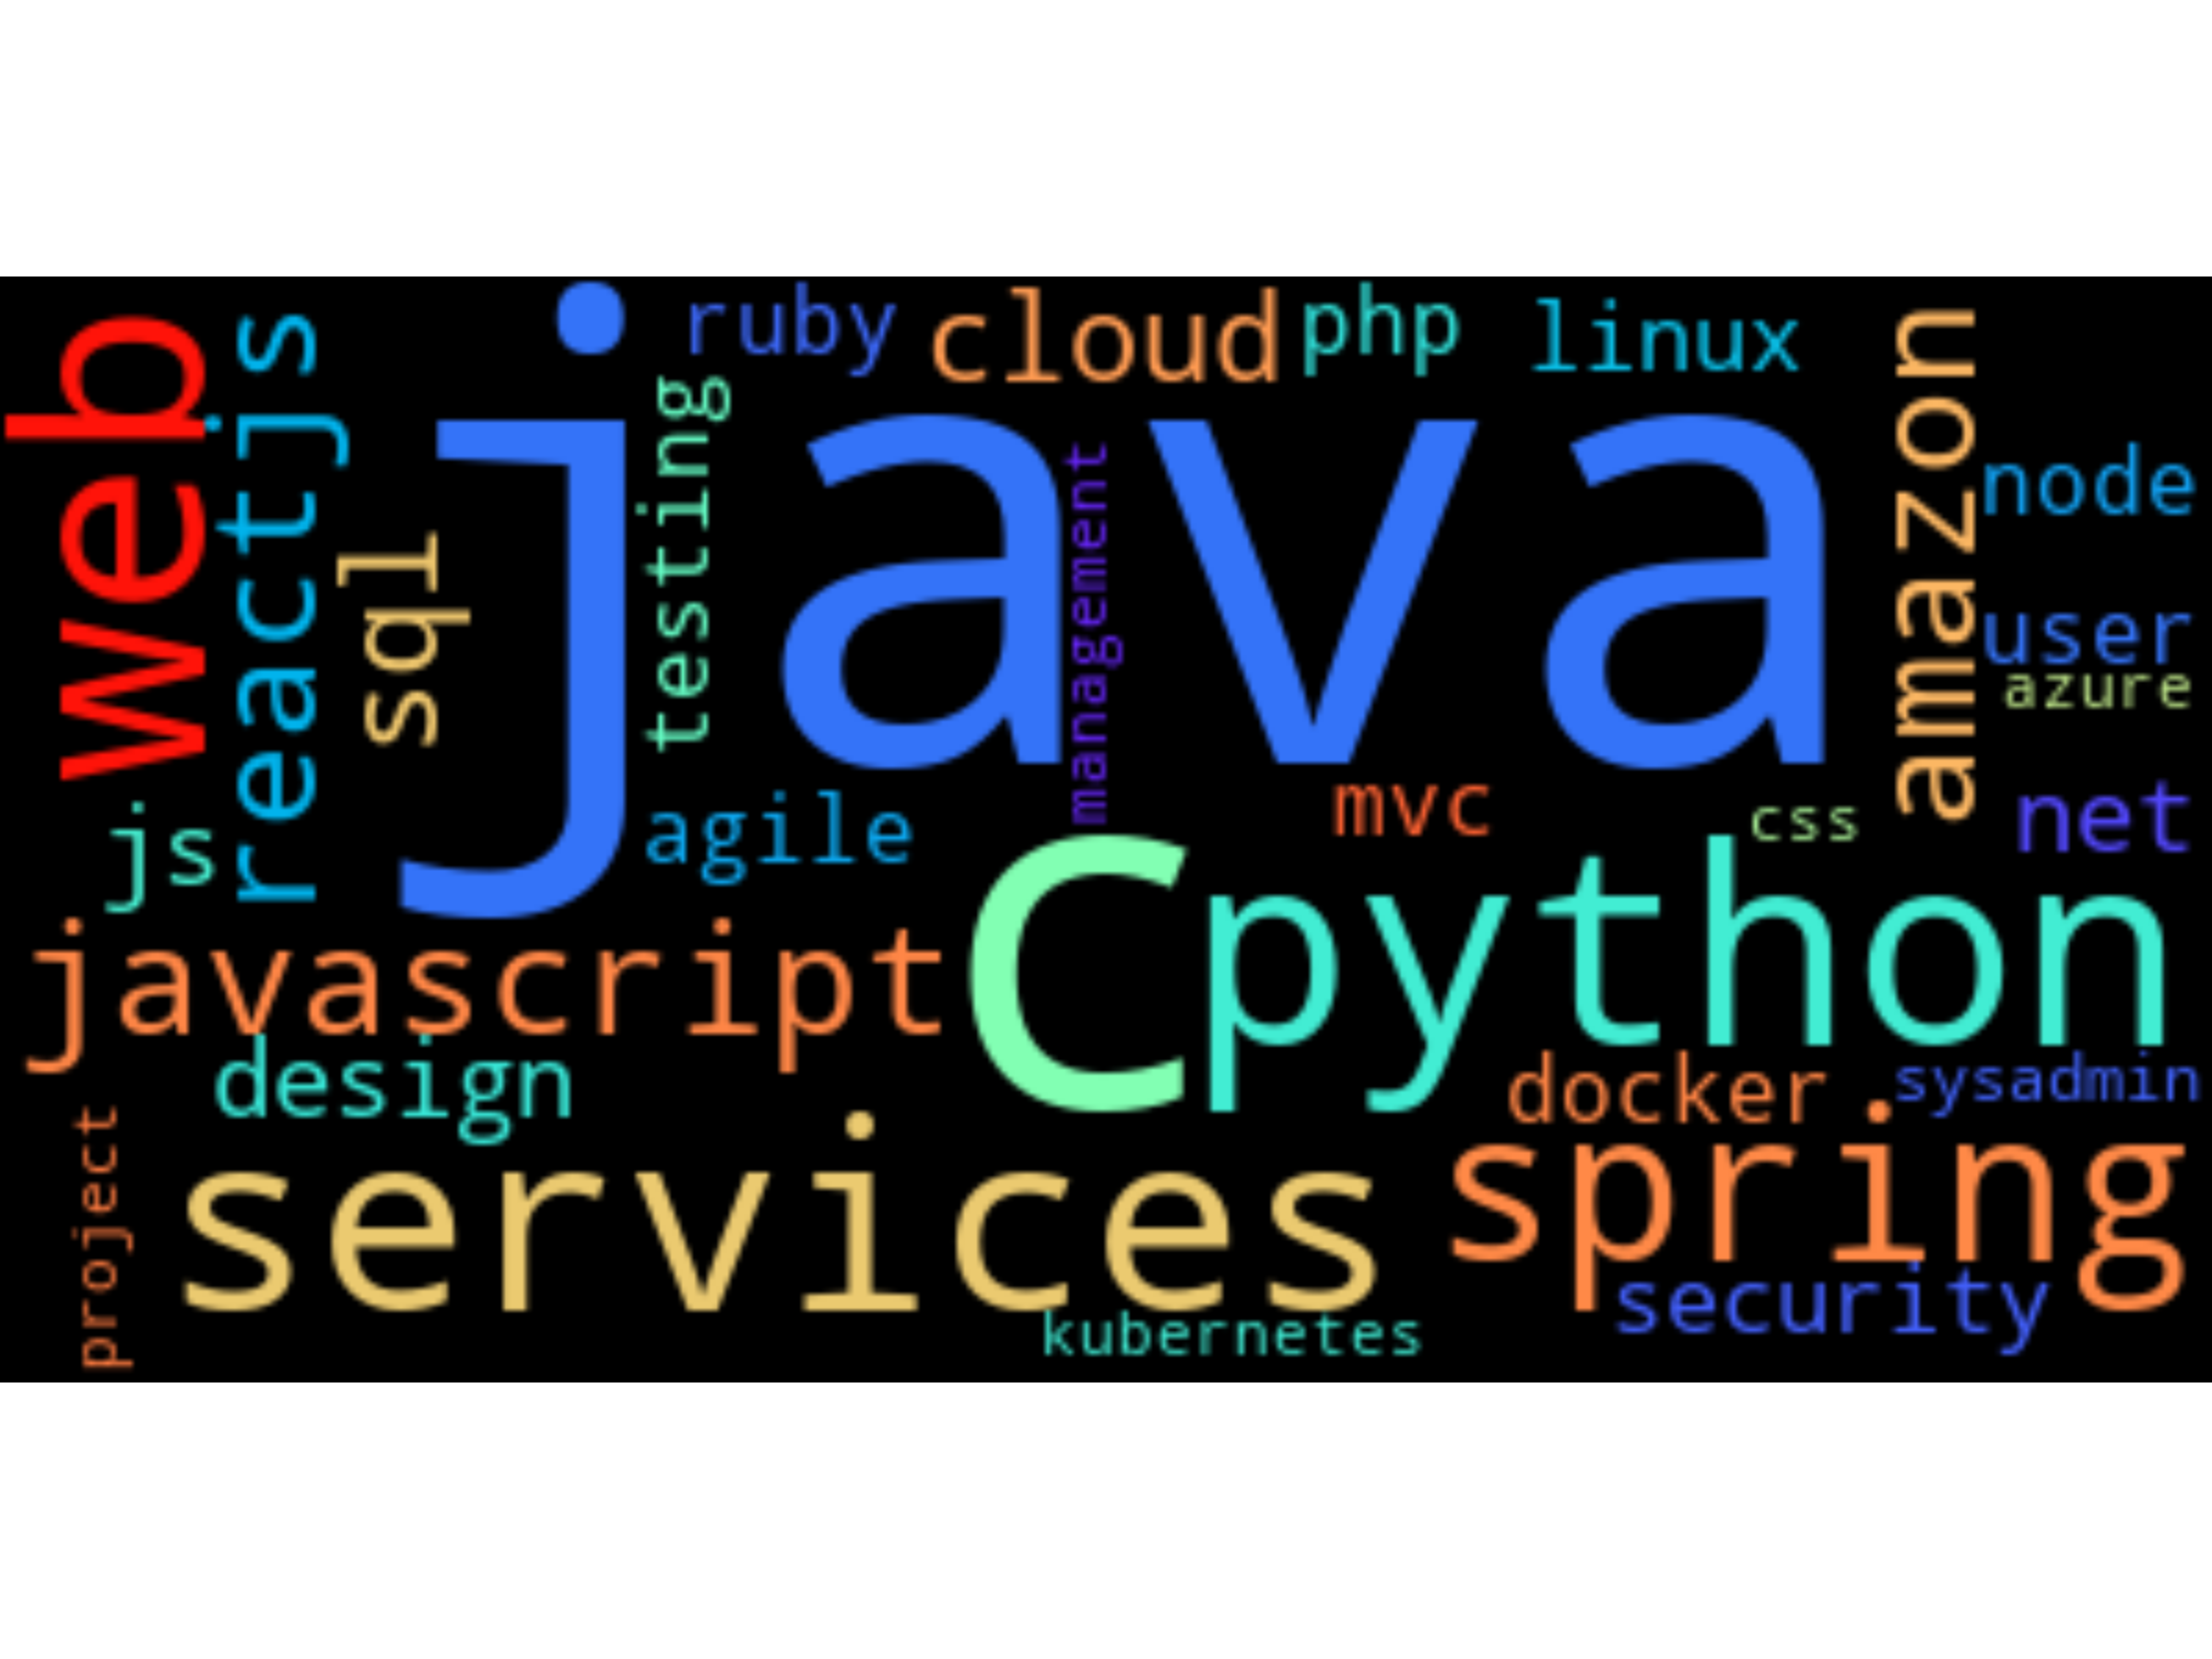 web
reactjs
sql
java
testing
ruby
cloud
php
linux
management
amazon
node
user
azure
net
js
agile
mvc
css
javascript
C
python
design
docker
sysadmin
project
services
spring
security
kubernetes